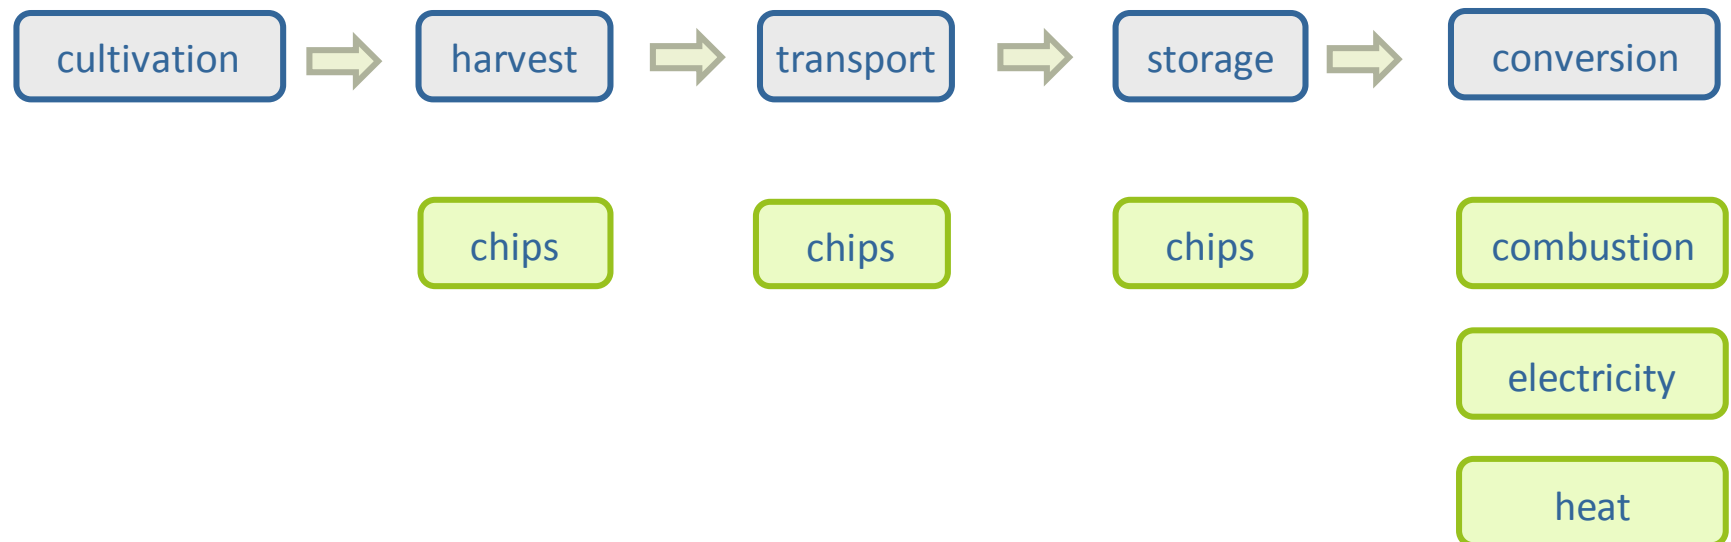 cultivation
harvest
transport
storage
conversion
chips
chips
chips
combustion
electricity
heat